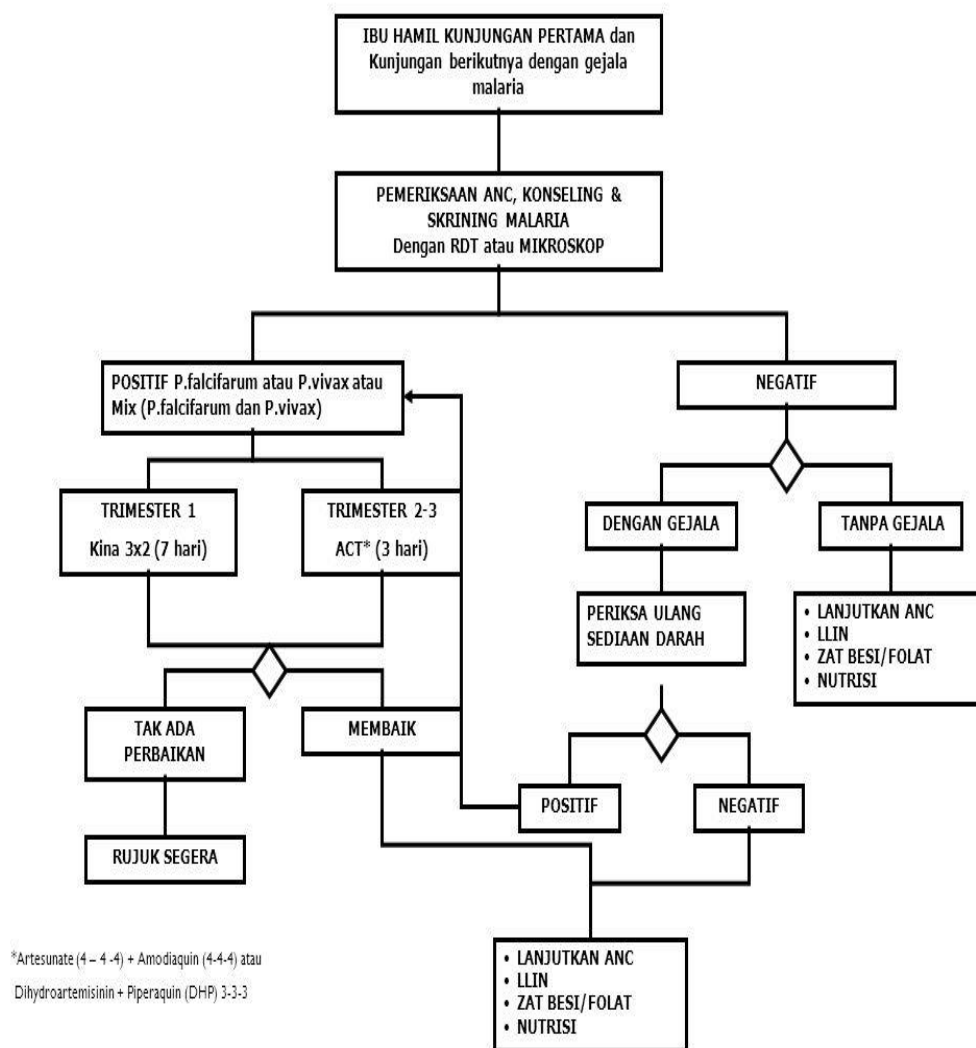 IBU HAMIL KUNJUNGAN PERTAMA dan
Kunjungan berikutnya dengan gejala
malaria
PEMERIKSAAN ANC, KONSELING &
SKRINING MALARIA
Dengan RDT atau MIKROSKOP
POSITIF P.falcifarum atau P.vivax atau
Mix (P.falcifarum dan P.vivax)
NEGATIF
TRIMESTER 1
Kina 3x2 (7 hari)
TRIMESTER 2-3
ACT* (3 hari)
DENGAN GEJALA
TANPA GEJALA
PERIKSA ULANG
SEDIAAN DARAH
• LANJUTKAN ANC
• LLIN
• ZAT BESI/FOLAT
• NUTRISI
TAK ADA
PERBAIKAN
MEMBAIK
POSITIF
NEGATIF
RUJUK SEGERA
*Artesunate (4 – 4 -4) + Amodiaquin (4-4-4) atau
Dihydroartemisinin + Piperaquin (DHP) 3-3-3
• LANJUTKAN ANC
• LLIN
• ZAT BESI/FOLAT
• NUTRISI